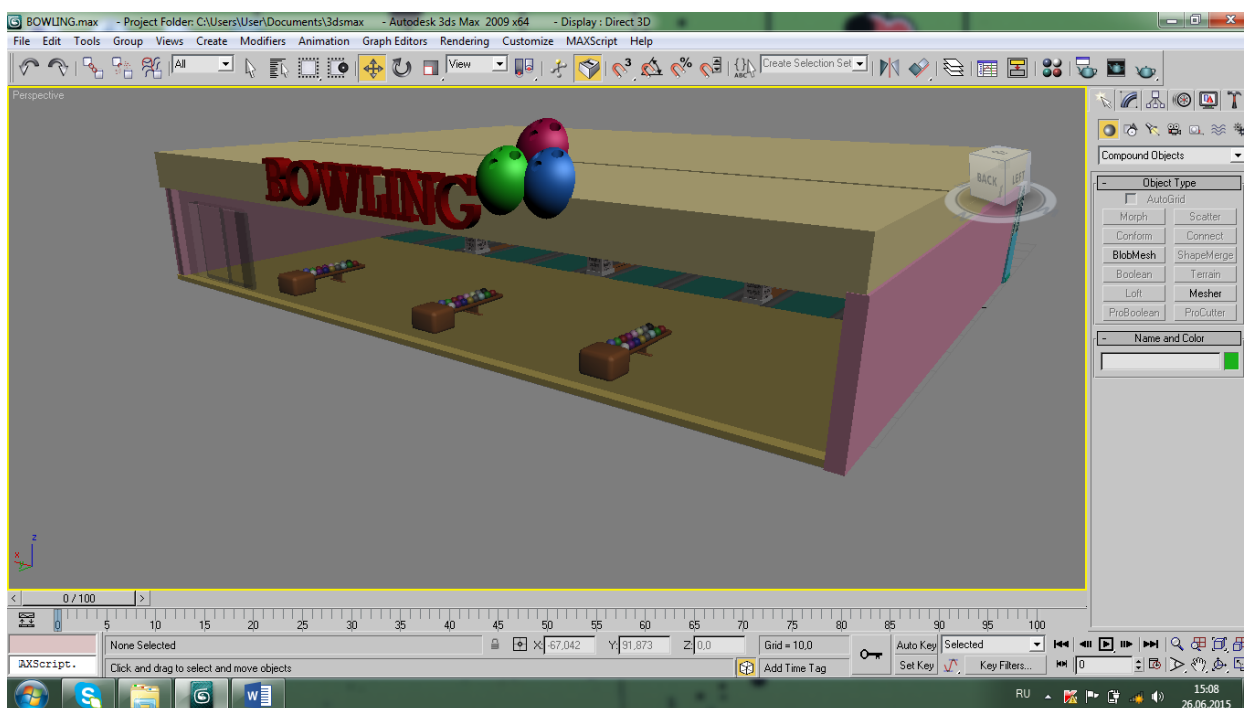 BOWLING.max - Project Folder: C:\Users\User\Documents\3dsmax - Autodesk 3ds Max 2009 x64 - Display : Direct 3D
File Edit Tools Group Views Create Modifiers Animation Graph Editors Rendering Customize MAXScript Help
All View Create Selection Set
Perspective
BOWLING
BACK LEFT
Compound Objects
- Object Type
AutoGrid
Morph Scatter
Conform Connect
BlobMesh ShapeMerge
Boolean Terrain
Loft Mesher
ProBoolean ProCutter
- Name and Color
z
x
< 0 / 100 >
0 5 10 15 20 25 30 35 40 45 50 55 60 65 70 75 80 85 90 95 100
None Selected X: -67,042 Y: 91,873 Z: 0,0 Grid = 10,0 Auto Key Selected
AXScript. Click and drag to select and move objects Add Time Tag Set Key Key Filters... 0
RU 15:08
26.06.2015